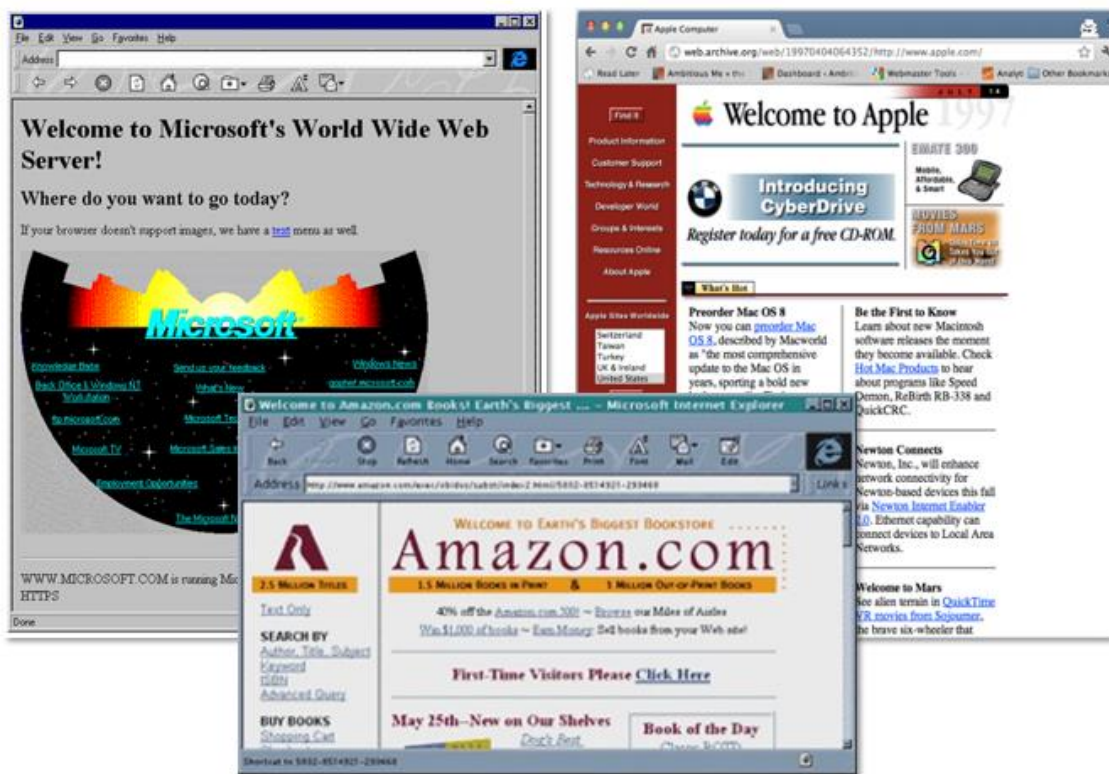 File Edit View Go Favorites Help
Address
Welcome to Microsoft's World Wide Web
Server!
Where do you want to go today?
If your browser doesn't support images, we have a text menu as well.
Microsoft
Knowledge Base
Send us your feedback
Windows News
Back Office & Windows NT
What's New
gopher.microsoft.com
Workstation
ftp.microsoft.com
Microsoft
Microsoft TV
Microsoft Sales
Employment Opportunities
The Microsoft
WWW.MICROSOFT.COM is running
HTTPS
Done
Apple Computer
web.archive.org/web/19970404064352/http://www.apple.com/
Read Later
Ambitious Me
Dashboard
Webmaster Tools
Other Bookmarks
JULY 14
1997
Find It
Welcome to Apple
Product Information
Customer Support
Technology & Research
Developer World
Groups & Interests
Resources Online
About Apple
Apple Sites Worldwide
Switzerland
Taiwan
Turkey
UK & Ireland
United States
Introducing
CyberDrive
Register today for a free CD-ROM.
EMATE 300
Mobile,
Affordable,
& Smart
MOVIES
FROM MARS
What's Hot
Preorder Mac OS 8
Now you can preorder Mac
OS 8, described by Macworld
as "the most comprehensive
update to the Mac OS in
years, sporting a bold new
Be the First to Know
Learn about new Macintosh
software releases the moment
they become available. Check
Hot Mac Products to hear
about programs like Speed
Demon, ReBirth RB-338 and
QuickCRC.
Newton Connects
Newton, Inc., will enhance
network connectivity for
Newton-based devices this fall
via Newton Internet Enabler
2.0. Ethernet capability can
connect devices to Local Area
Networks.
Welcome to Mars
See alien terrain in QuickTime
VR movies from Sojourner,
the brave six-wheeler that
Welcome to Amazon.com Books! Earth's Biggest ... - Microsoft Internet Explorer
File Edit View Go Favorites Help
Back Stop Refresh Home Search Favorites Print Font Mail Edit
Address
Links
WELCOME TO EARTH'S BIGGEST BOOKSTORE
Amazon.com
2.5 MILLION TITLES
1.5 MILLION BOOKS IN PRINT & 1 MILLION OUT-OF-PRINT BOOKS
Text Only
40% off the Amazon.com 500! ~ Browse our Miles of Aisles
Win $1,000 of books ~ Earn Money: Sell books from your Web site!
SEARCH BY
Author, Title, Subject
Keyword
ISBN
Advanced Query
First-Time Visitors Please Click Here
BUY BOOKS
Shopping Cart
May 25th--New on Our Shelves
Book of the Day